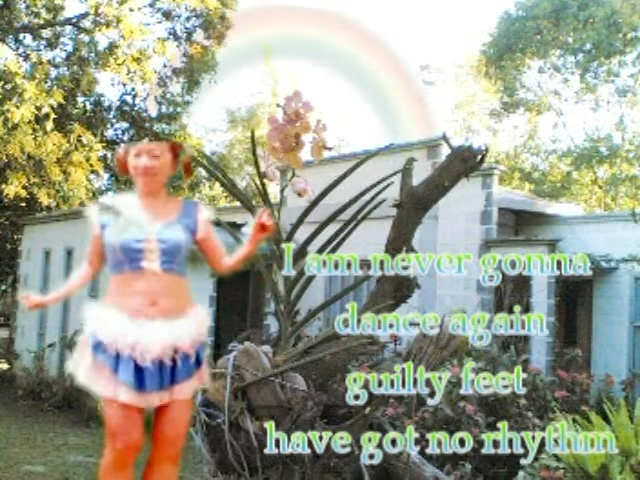 I am never gonna
dance again
guilty feet
have got no rhythm